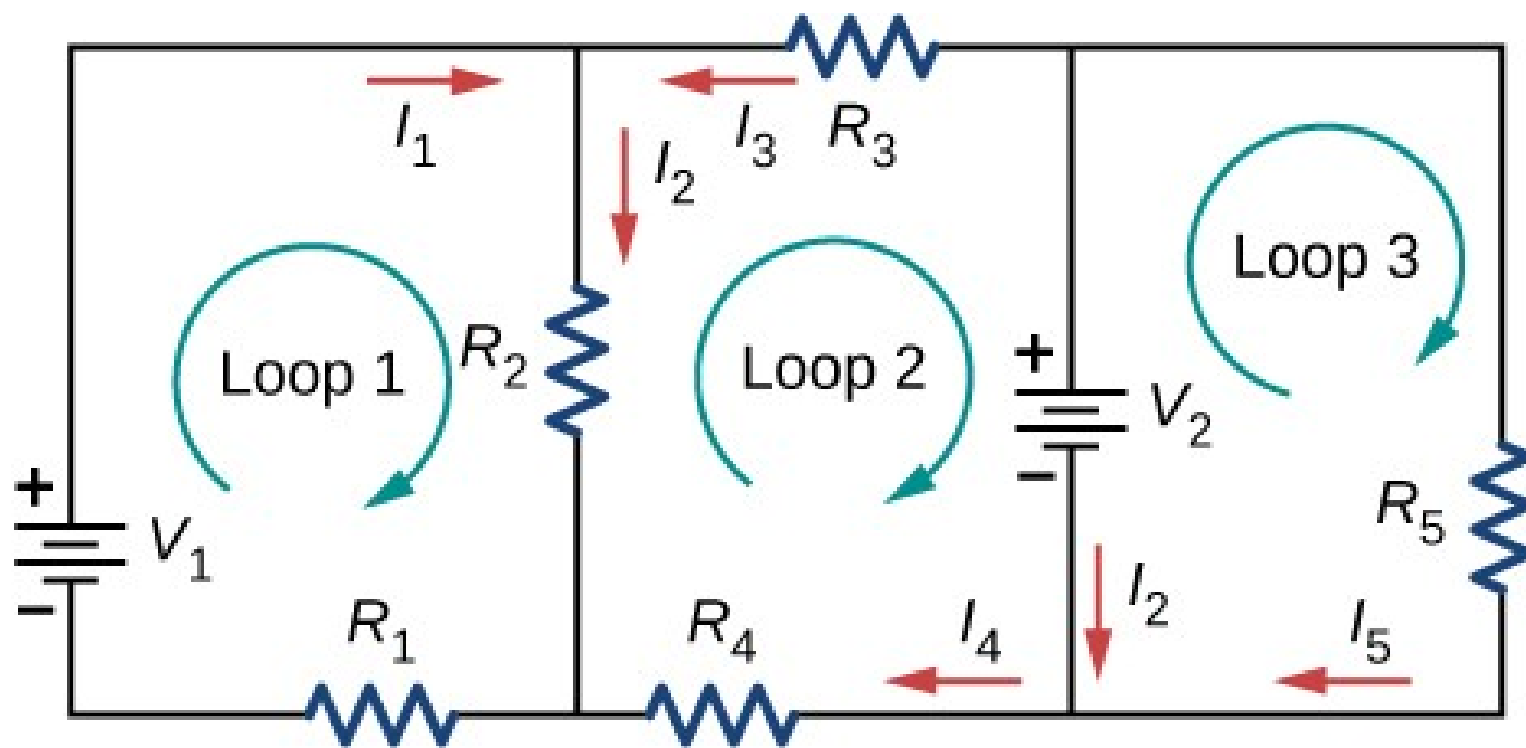 I1
I3
R3
I2
Loop 1
R2
Loop 2
Loop 3
+
V2
−
+
V1
−
R5
R1
R4
I4
I2
I5